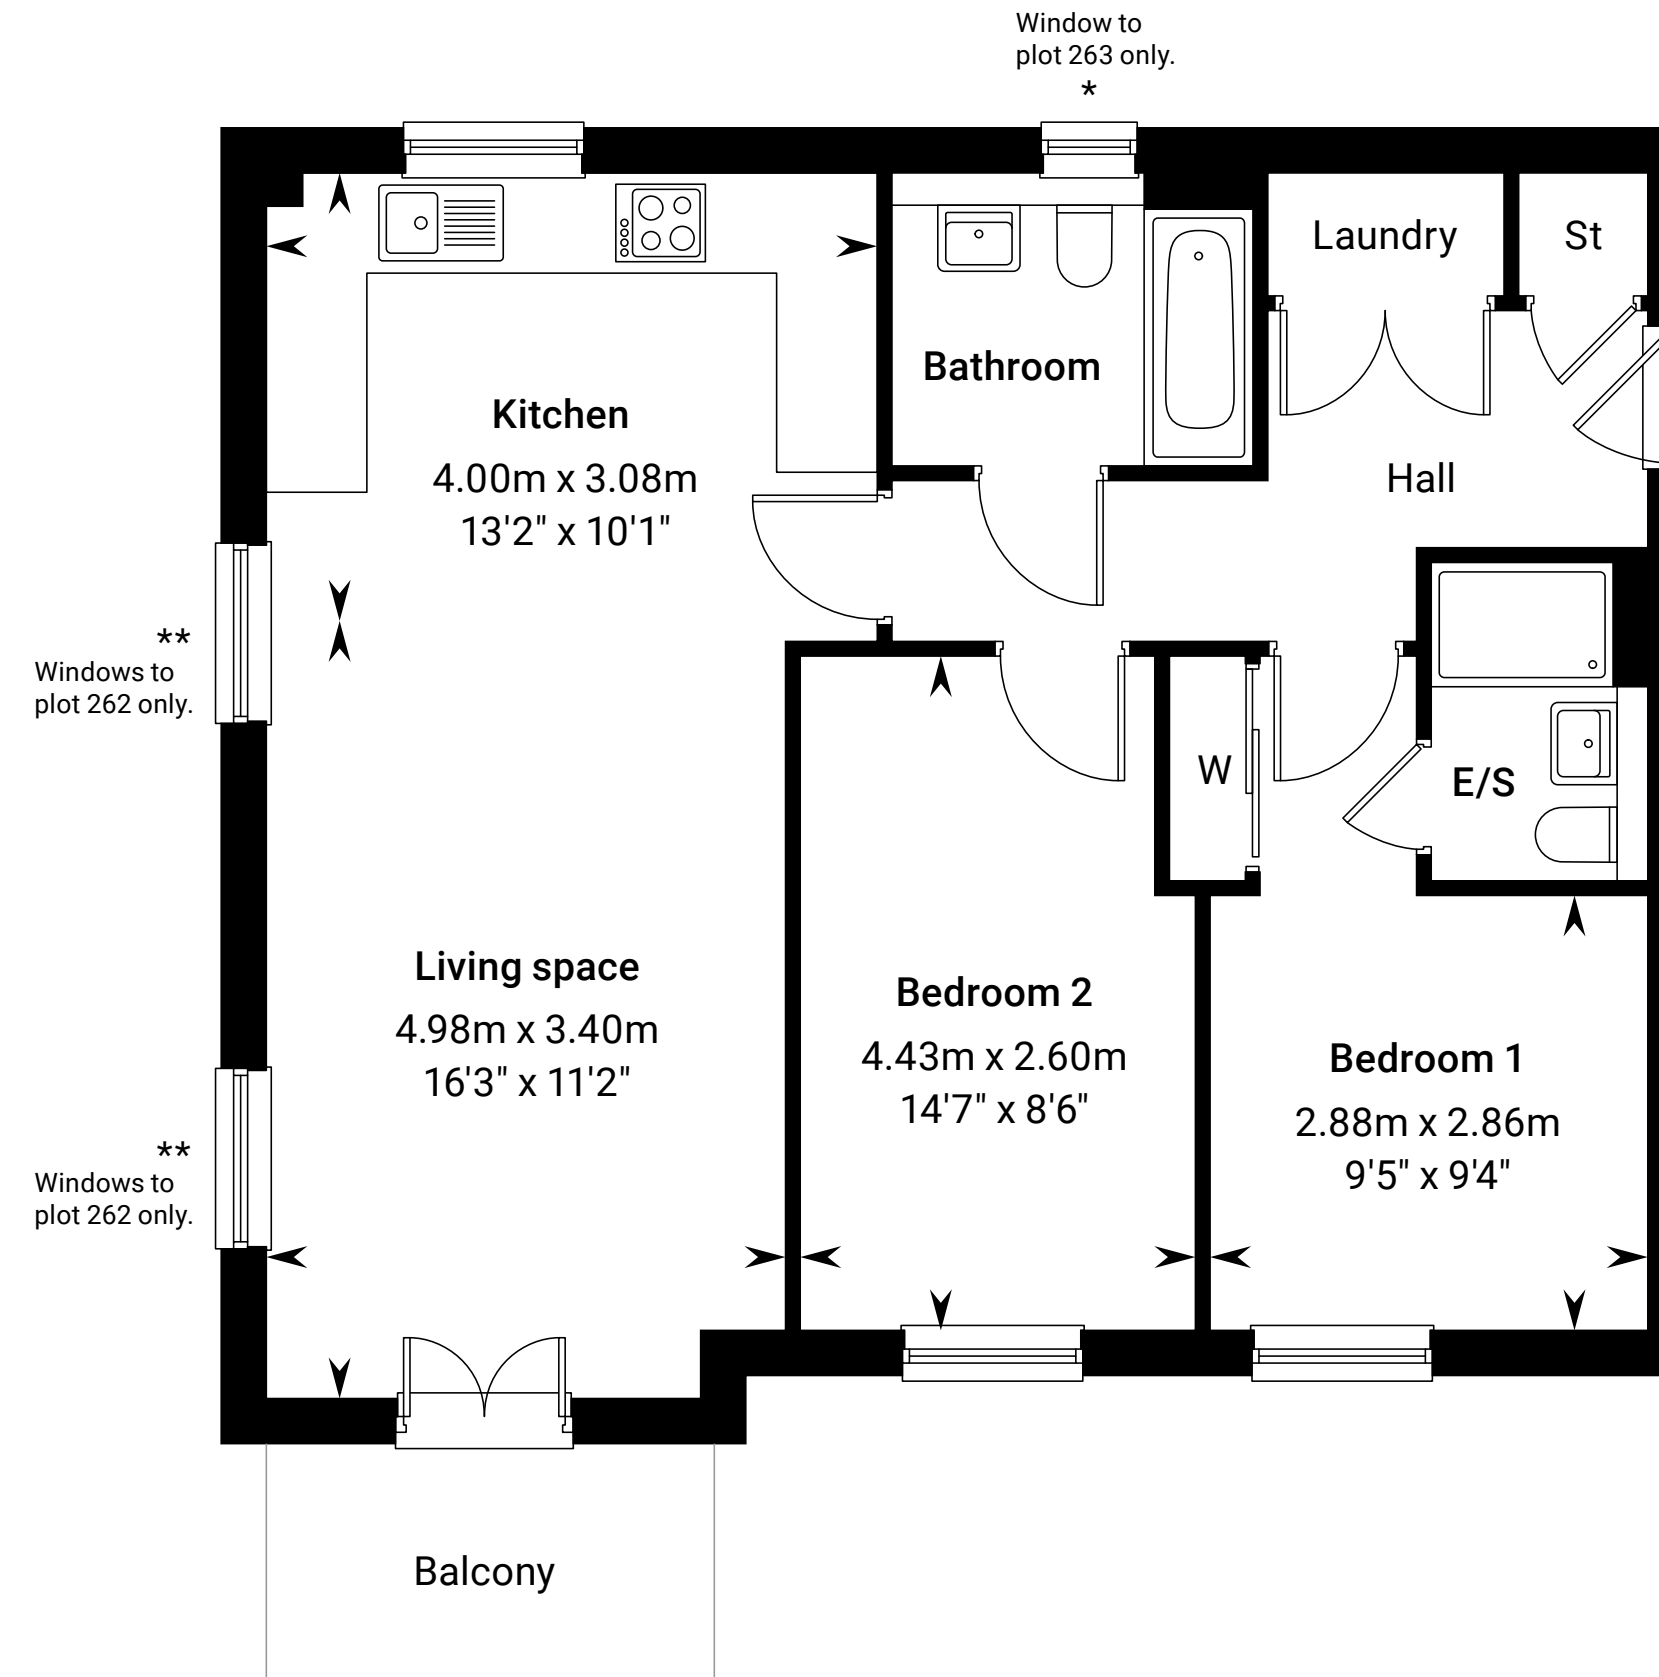 Window to
plot 263 only.
*
Laundry
St
Bathroom
Kitchen
4.00m x 3.08m
13'2" x 10'1"
Hall
**
Windows to
plot 262 only.
W
E/S
Living space
4.98m x 3.40m
16'3" x 11'2"
Bedroom 2
4.43m x 2.60m
14'7" x 8'6"
Bedroom 1
2.88m x 2.86m
9'5" x 9'4"
**
Windows to
plot 262 only.
Balcony